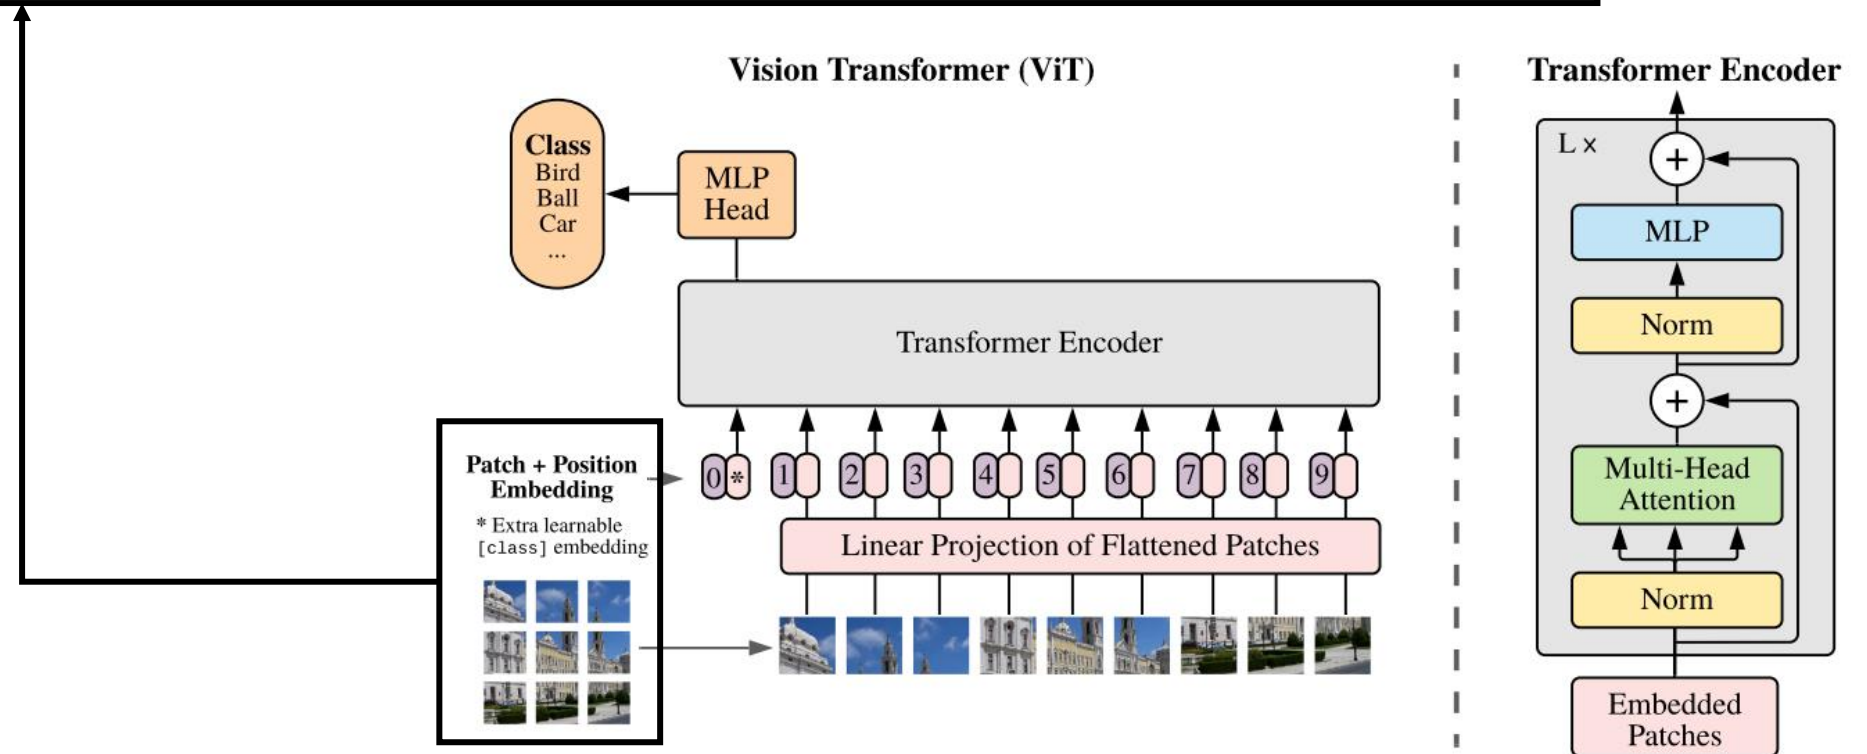 Vision Transformer (ViT)
Class
Bird
Ball
Car
...
MLP
Head
Transformer Encoder
Patch + Position
Embedding
* Extra learnable
[class] embedding
0 * 1 2 3 4 5 6 7 8 9
Linear Projection of Flattened Patches
Transformer Encoder
L ×
+
MLP
Norm
+
Multi-Head
Attention
Norm
Embedded
Patches